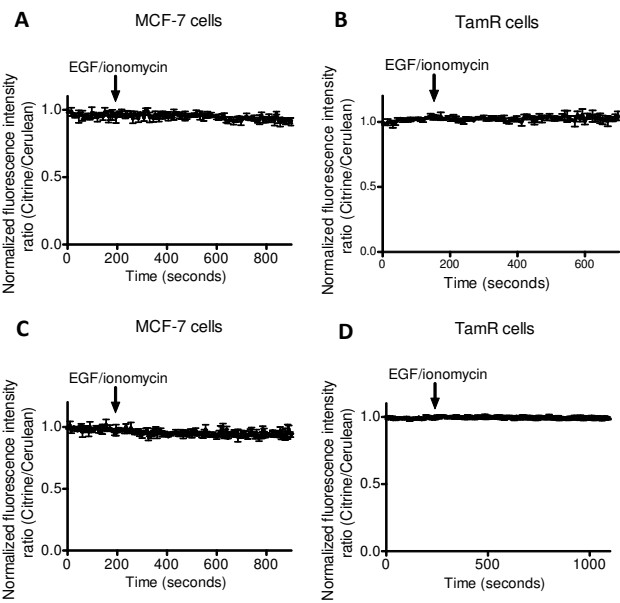 A
MCF-7 cells
EGF/ionomycin
Normalized fluorescence intensity
ratio (Citrine/Cerulean)
1.0
0.5
0.0
0 200 400 600 800
Time (seconds)
B
TamR cells
EGF/ionomycin
Normalized fluorescence intensity
ratio (Citrine/Cerulean)
1.0
0.5
0.0
0 200 400 600
Time (seconds)
C
MCF-7 cells
EGF/ionomycin
Normalized fluorescence intensity
ratio (Citrine/Cerulean)
1.0
0.5
0.0
0 200 400 600 800
Time (seconds)
D
TamR cells
EGF/ionomycin
Normalized fluorescence intensity
ratio (Citrine/Cerulean)
1.0
0.5
0.0
0 500 1000
Time (seconds)